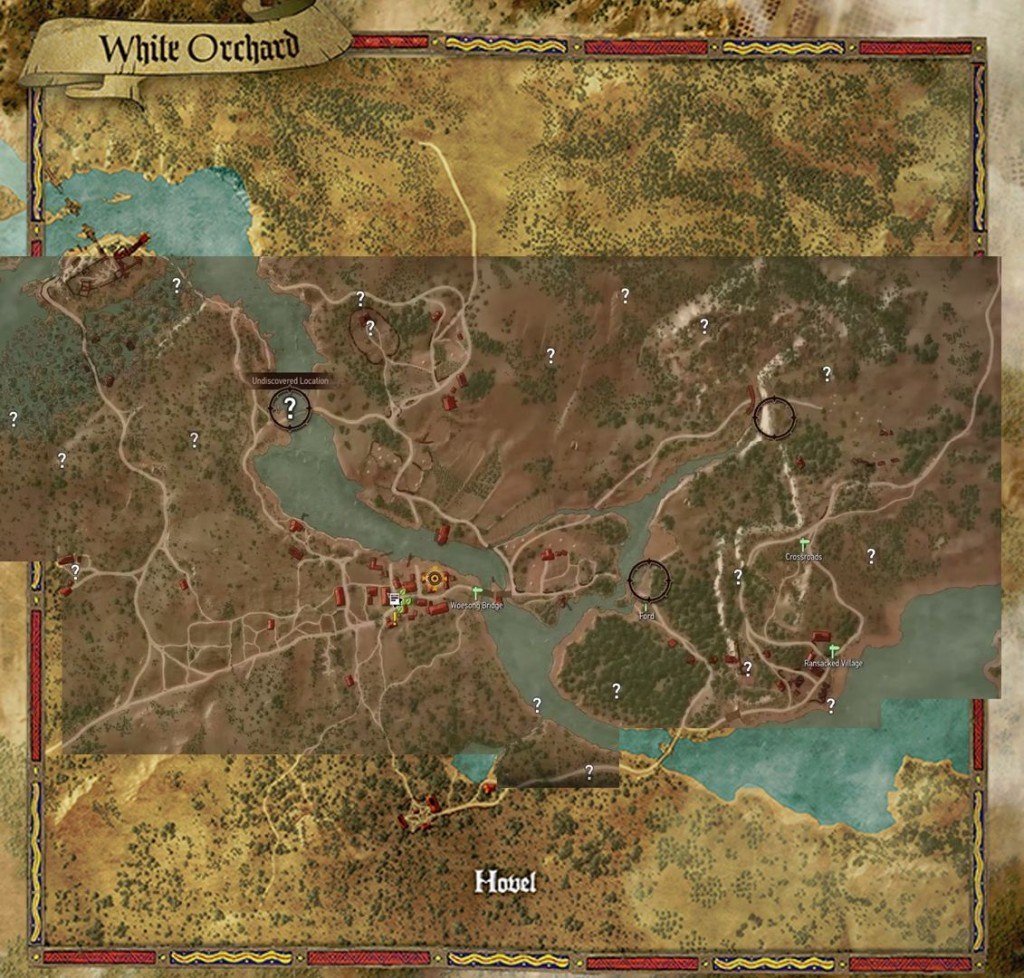 White Orchard
?
?
?
?
?
Undiscovered Location
?
?
?
?
?
?
Crossroads
?
?
?
Woesong Bridge
Ford
Ransacked Village
?
?
?
?
?
Hovel